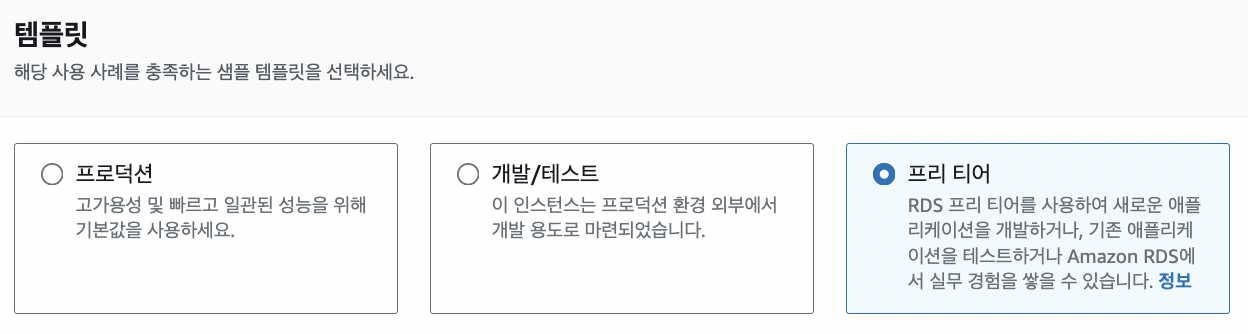 템플릿
해당 사용 사례를 충족하는 샘플 템플릿을 선택하세요.
프로덕션
고가용성 및 빠르고 일관된 성능을 위해
기본값을 사용하세요.
개발/테스트
이 인스턴스는 프로덕션 환경 외부에서
개발 용도로 마련되었습니다.
프리 티어
RDS 프리 티어를 사용하여 새로운 애플
리케이션을 개발하거나, 기존 애플리케
이션을 테스트하거나 Amazon RDS에
서 실무 경험을 쌓을 수 있습니다. 정보